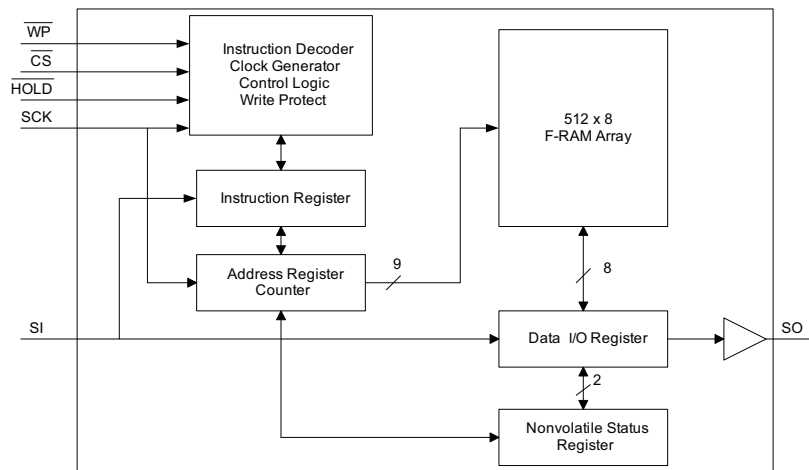 WP
CS
HOLD
SCK
Instruction Decoder
Clock Generator
Control Logic
Write Protect
512 x 8
F-RAM Array
Instruction Register
Address Register
Counter
9
8
SI
Data I/O Register
SO
2
Nonvolatile Status
Register